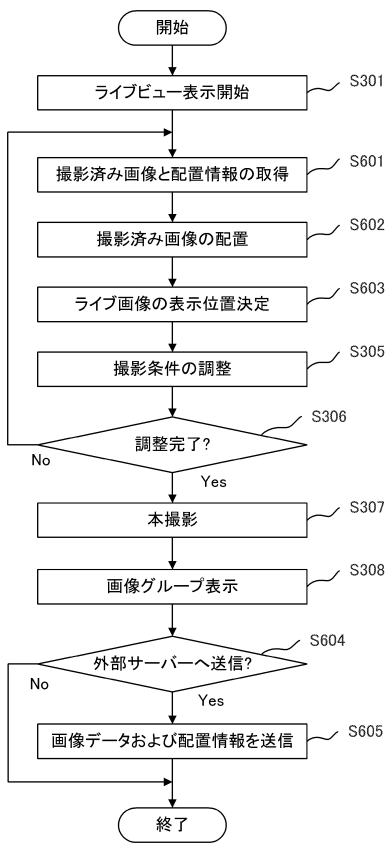 開始
ライブビュー表示開始
S301
撮影済み画像と配置情報の取得
S601
撮影済み画像の配置
S602
ライブ画像の表示位置決定
S603
撮影条件の調整
S305
調整完了?
S306
No
Yes
本撮影
S307
画像グループ表示
S308
外部サーバーへ送信?
S604
No
Yes
画像データおよび配置情報を送信
S605
終了